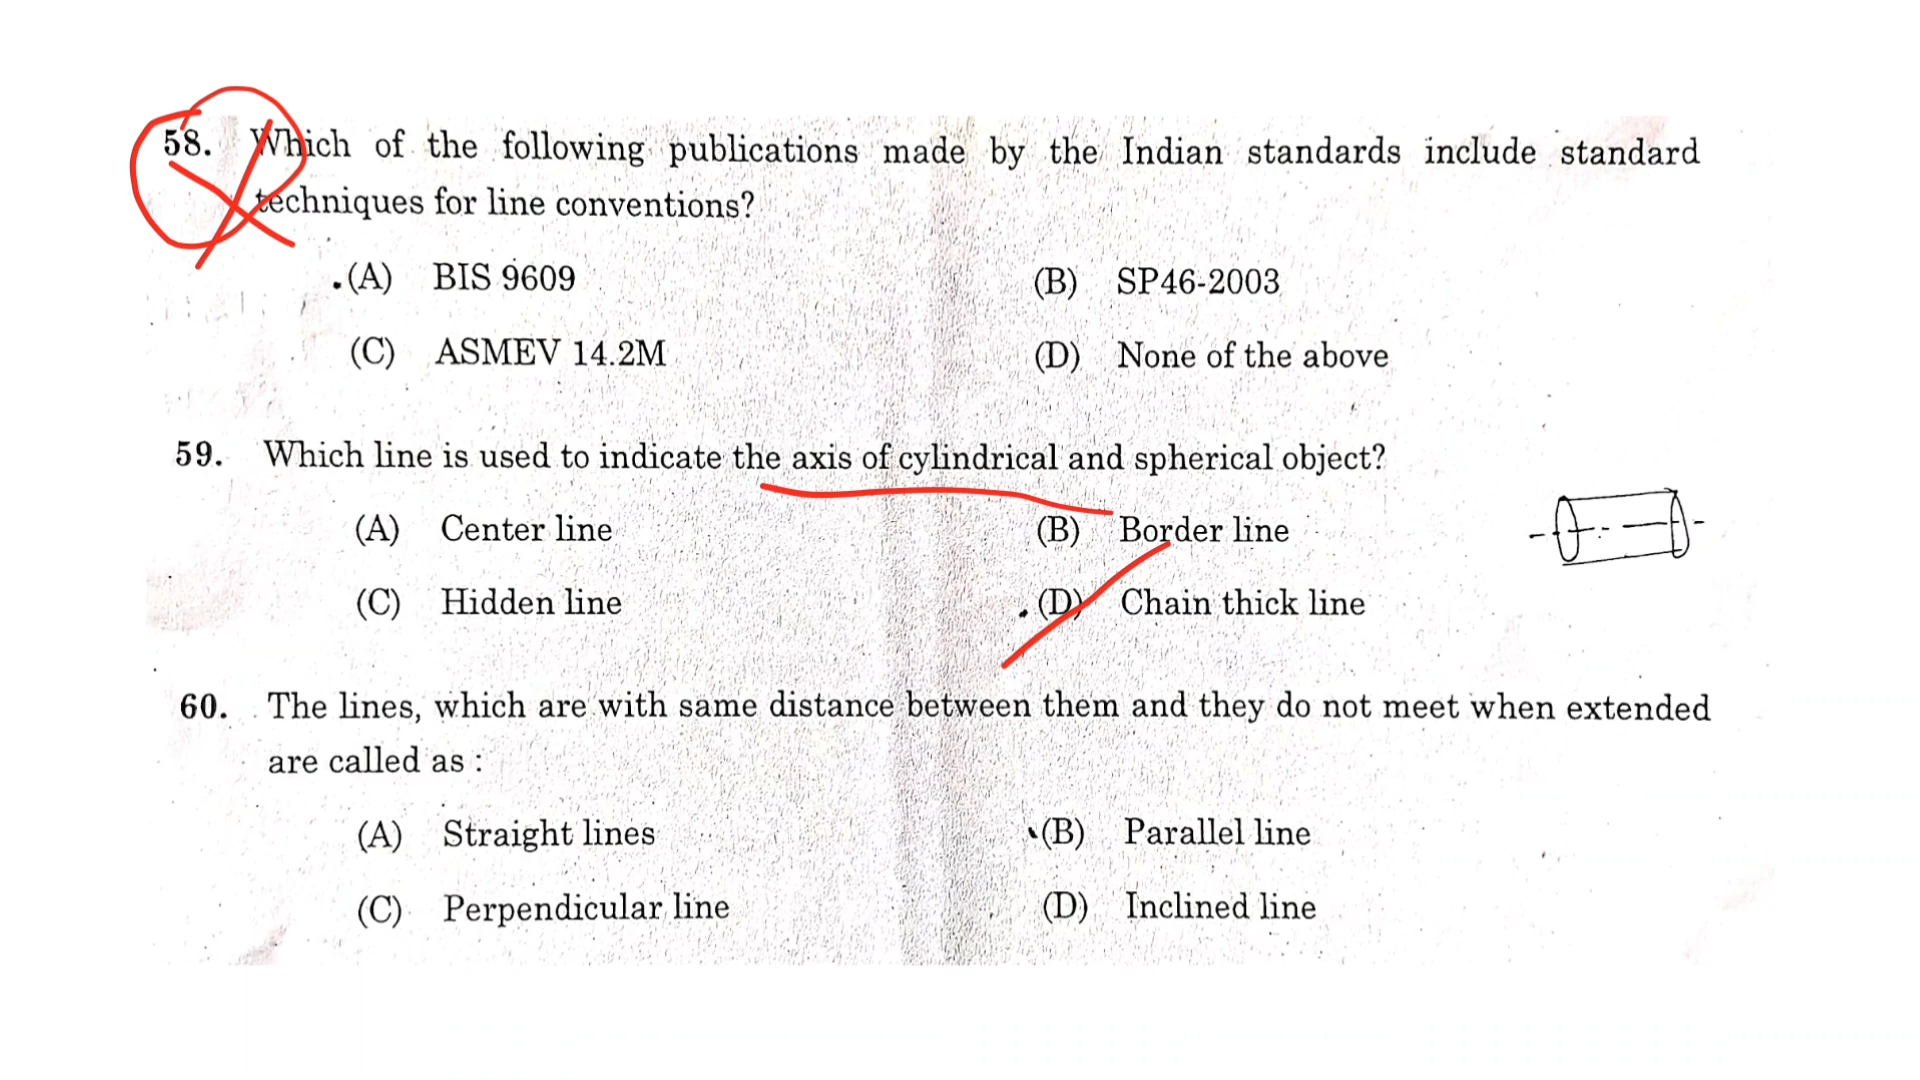 58. Which of the following publications made by the Indian standards include standard
techniques for line conventions?
(A) BIS 9609 (B) SP46-2003
(C) ASMEV 14.2M (D) None of the above
59. Which line is used to indicate the axis of cylindrical and spherical object?
(A) Center line (B) Border line
(C) Hidden line (D) Chain thick line
60. The lines, which are with same distance between them and they do not meet when extended
are called as :
(A) Straight lines (B) Parallel line
(C) Perpendicular line (D) Inclined line